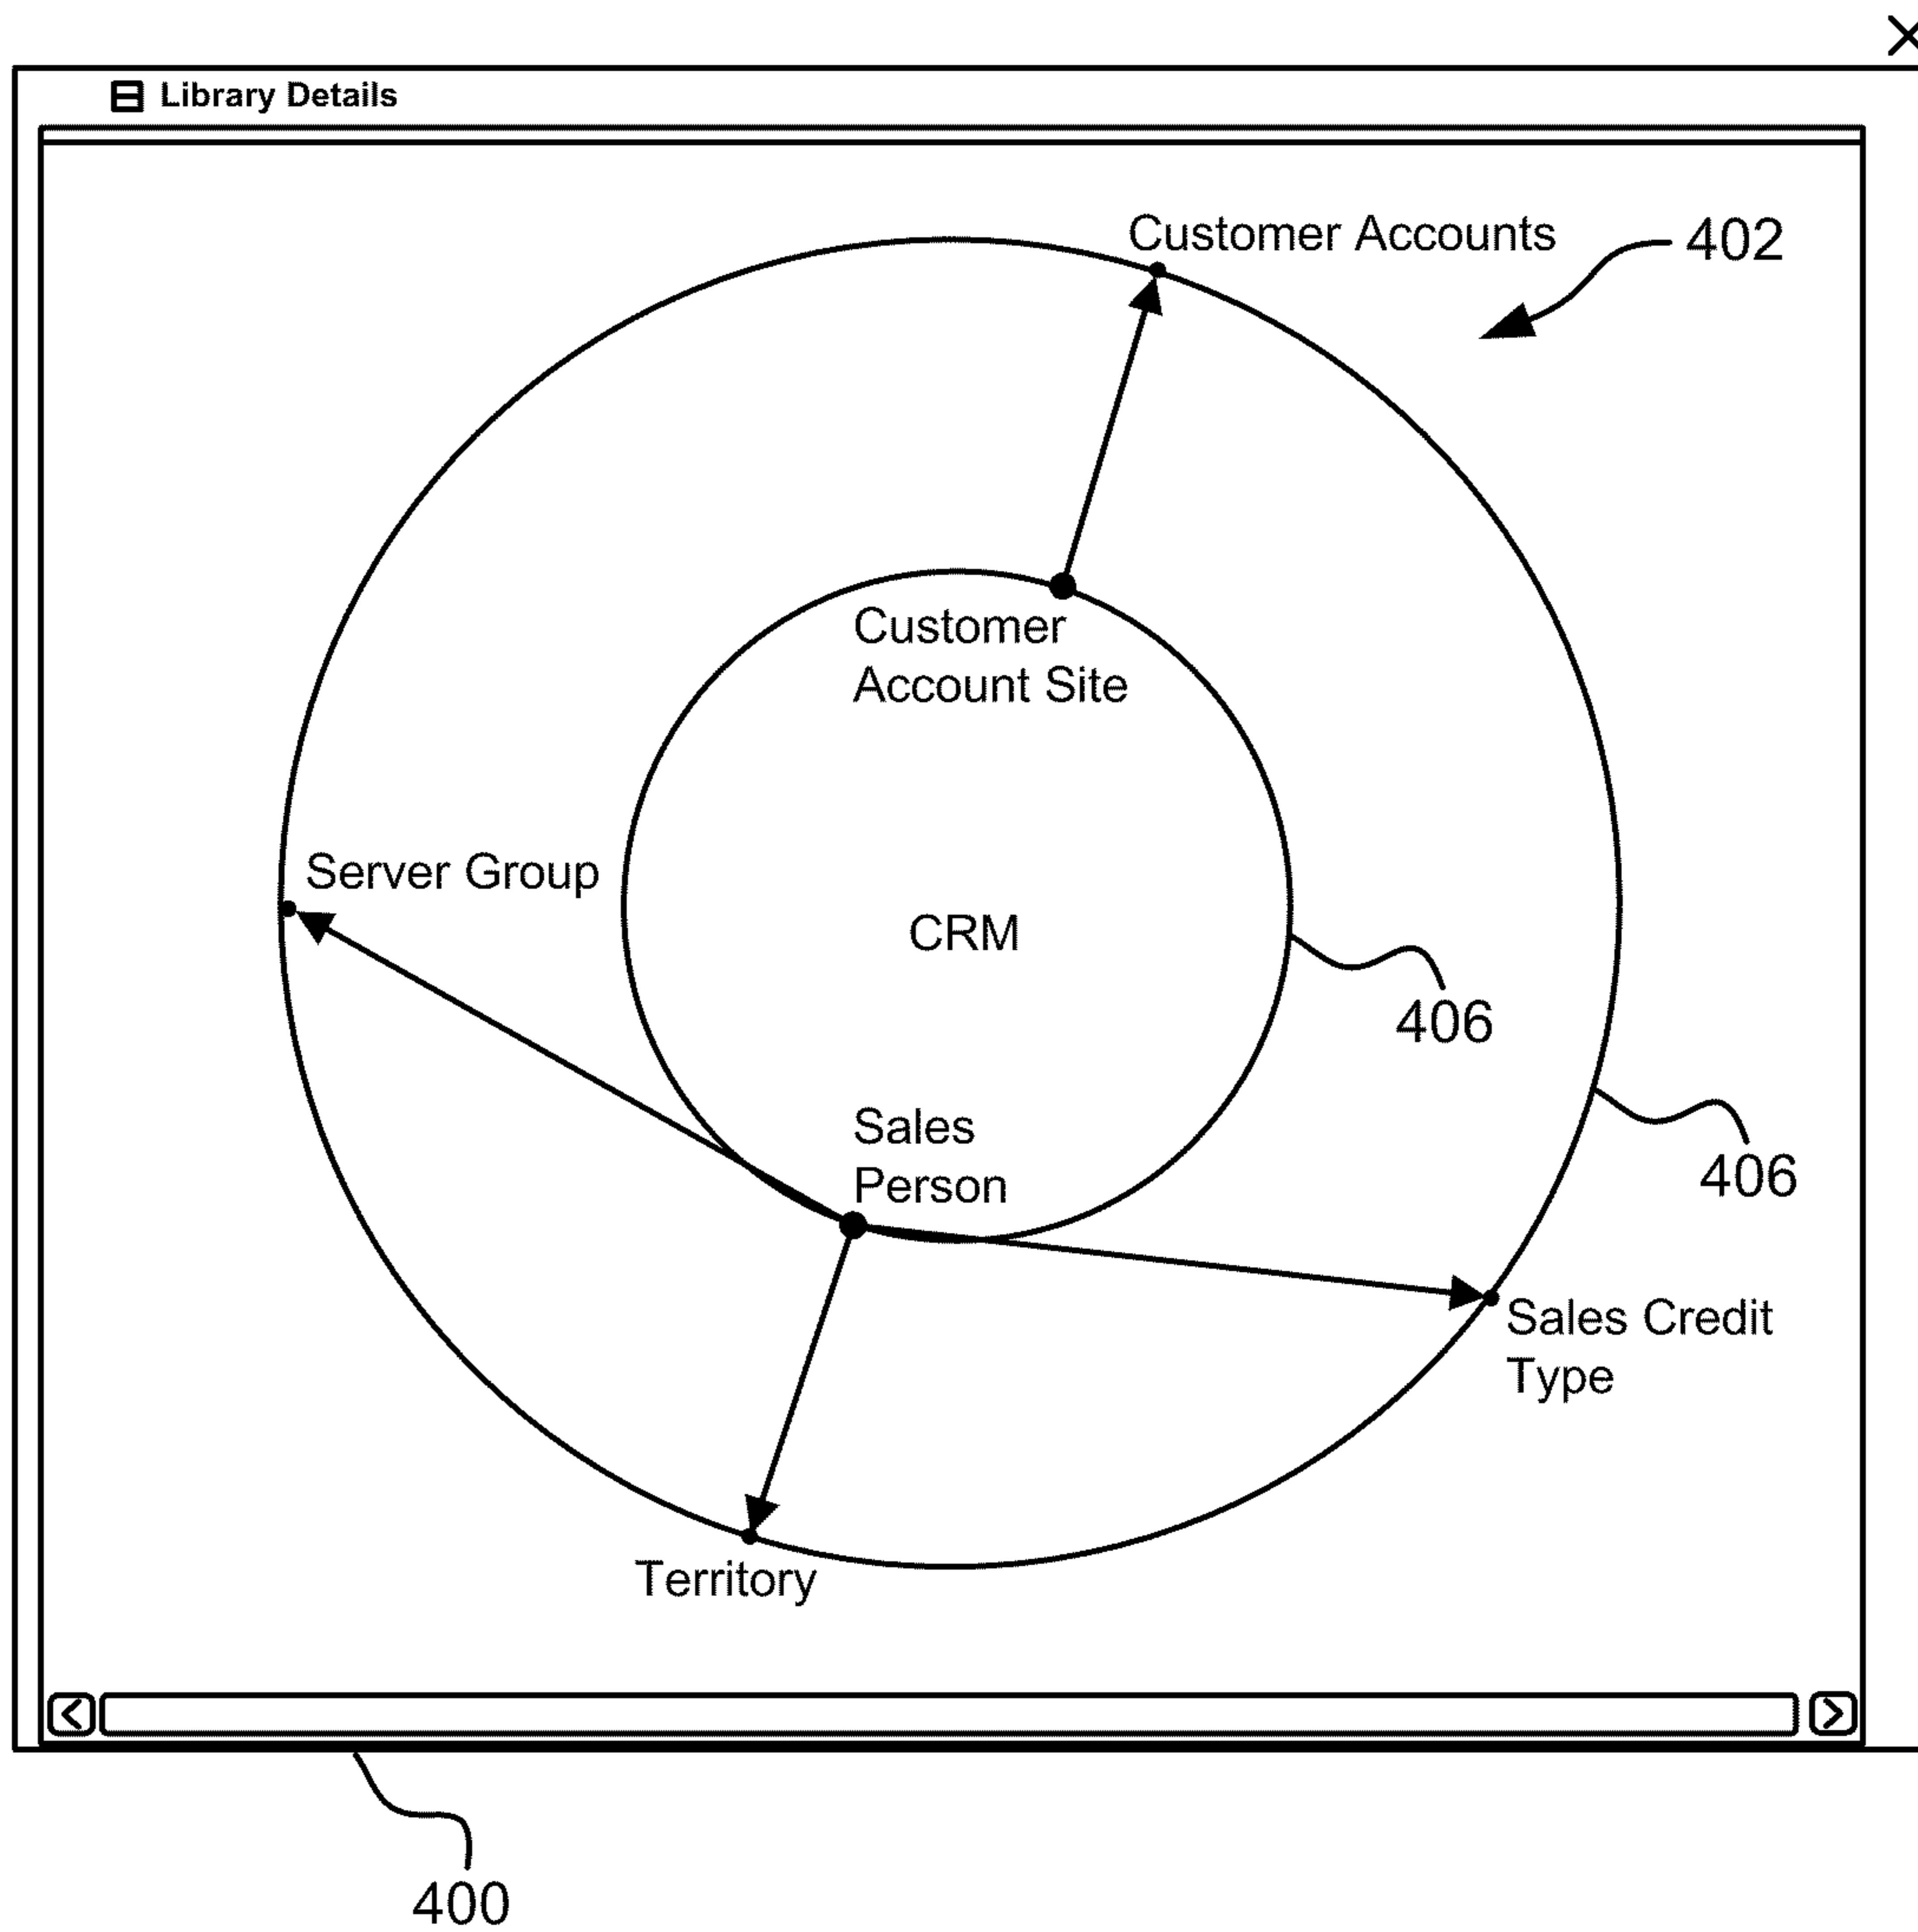 Library Details
Customer Accounts
402
Customer
Account Site
Server Group
CRM
406
Sales
Person
406
Sales Credit
Type
Territory
400